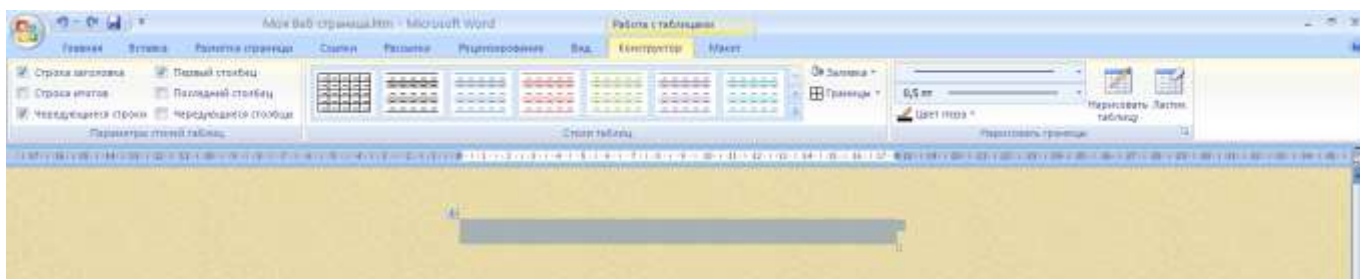 Моя Веб страница.htm - Microsoft Word
Работа с таблицами
Главная Вставка Разметка страницы Ссылки Рассылки Рецензирование Вид Конструктор Макет
Строка заголовка Первый столбец
Строка итогов Последний столбец
Чередующиеся строки Чередующиеся столбцы
Параметры стилей таблиц
Стили таблиц
Заливка
Границы
0,5 пт
Цвет пера
Нарисовать таблицу
Ластик
Нарисовать границы